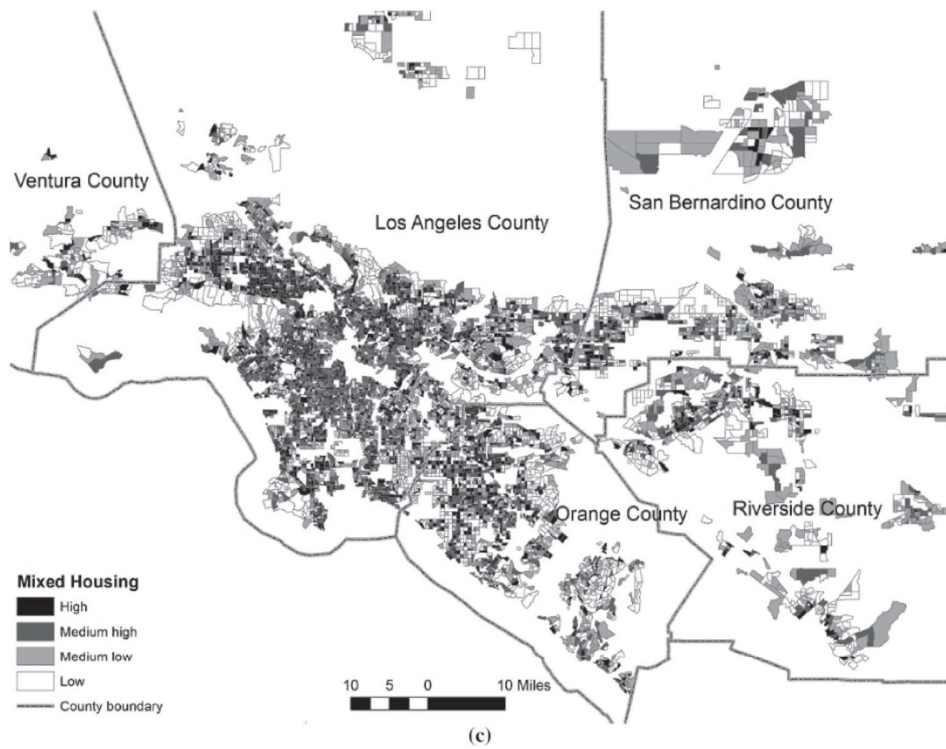 Ventura County
Los Angeles County
San Bernardino County
Orange County
Riverside County
Mixed Housing
High
Medium high
Medium low
Low
County boundary
10 5 0 10 Miles
(c)